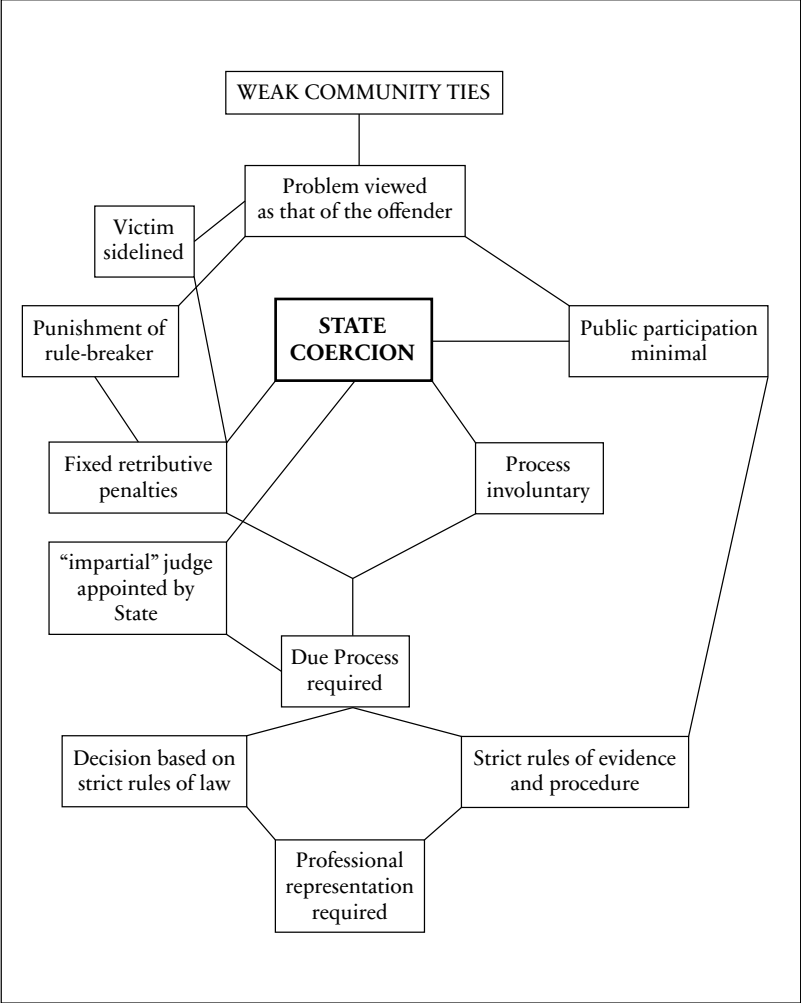 WEAK COMMUNITY TIES
Problem viewed
as that of the offender
Victim
sidelined
Punishment of
rule-breaker
STATE
COERCION
Public participation
minimal
Fixed retributive
penalties
Process
involuntary
“impartial” judge
appointed by
State
Due Process
required
Decision based on
strict rules of law
Strict rules of evidence
and procedure
Professional
representation
required